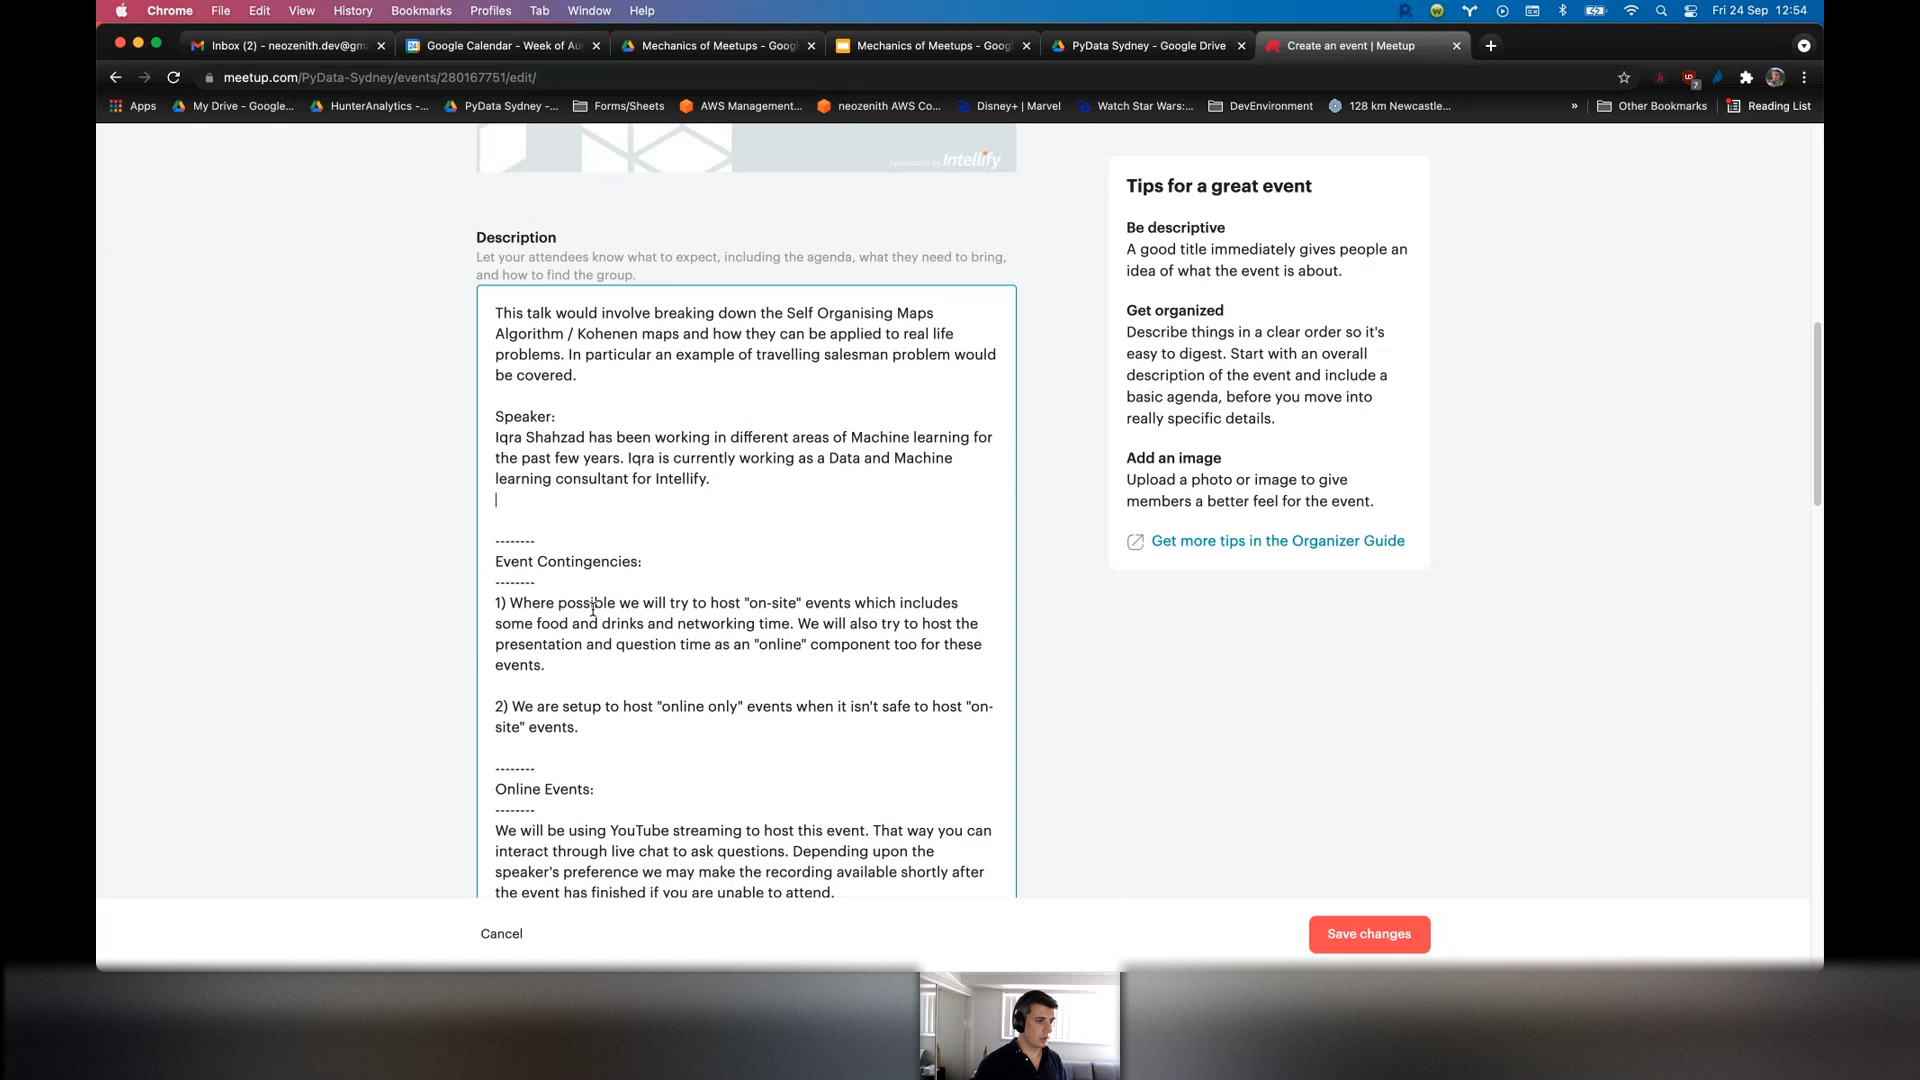 Chrome File Edit View History Bookmarks Profiles Tab Window Help Fri 24 Sep 12:54
Inbox (2) - neozenith.dev@gm Google Calendar - Week of Au Mechanics of Meetups - Goog Mechanics of Meetups - Googl PyData Sydney - Google Drive Create an event | Meetup
meetup.com/PyData-Sydney/events/280167751/edit/
Apps My Drive - Google... HunterAnalytics -... PyData Sydney -... Forms/Sheets AWS Management... neozenith AWS Co... Disney+ | Marvel Watch Star Wars:... DevEnvironment 128 km Newcastle... » Other Bookmarks Reading List
Sponsored by Intellify
Description
Let your attendees know what to expect, including the agenda, what they need to bring,
and how to find the group.
This talk would involve breaking down the Self Organising Maps
Algorithm / Kohenen maps and how they can be applied to real life
problems. In particular an example of travelling salesman problem would
be covered.
Speaker:
Iqra Shahzad has been working in different areas of Machine learning for
the past few years. Iqra is currently working as a Data and Machine
learning consultant for Intellify.
--------
Event Contingencies:
--------
1) Where possible we will try to host "on-site" events which includes
some food and drinks and networking time. We will also try to host the
presentation and question time as an "online" component too for these
events.
2) We are setup to host "online only" events when it isn't safe to host "on-
site" events.
--------
Online Events:
--------
We will be using YouTube streaming to host this event. That way you can
interact through live chat to ask questions. Depending upon the
speaker's preference we may make the recording available shortly after
the event has finished if you are unable to attend.
Tips for a great event
Be descriptive
A good title immediately gives people an
idea of what the event is about.
Get organized
Describe things in a clear order so it's
easy to digest. Start with an overall
description of the event and include a
basic agenda, before you move into
really specific details.
Add an image
Upload a photo or image to give
members a better feel for the event.
Get more tips in the Organizer Guide
Cancel
Save changes